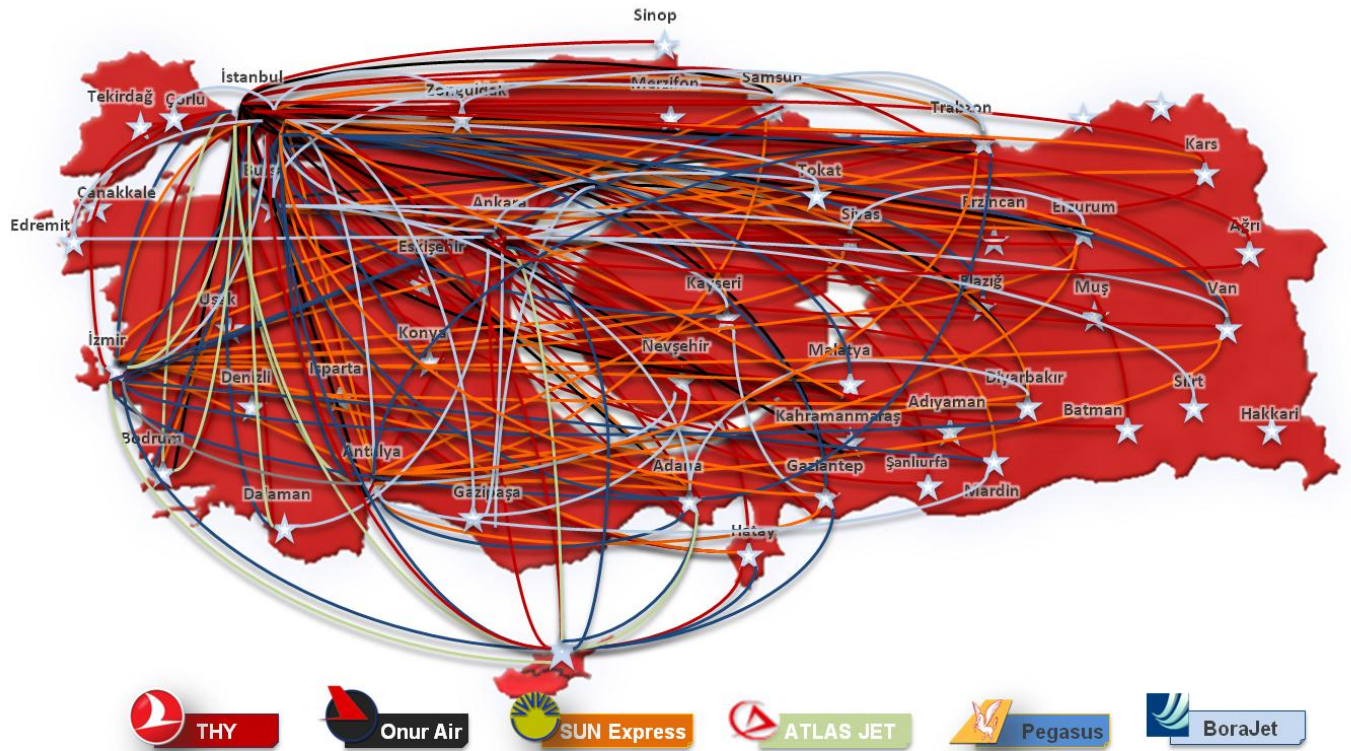 Sinop
İstanbul
Zonguldak
Merzifon
Samsun
Tekirdağ
Çorlu
Trabzon
Kars
Bursa
Tokat
Çanakkale
Ankara
Sivas
Erzincan
Erzurum
Edremit
Eskişehir
Ağrı
Kayseri
Elazığ
Muş
Van
Uşak
İzmir
Konya
Nevşehir
Malatya
Isparta
Denizli
Diyarbakır
Siirt
Adıyaman
Batman
Kahramanmaraş
Hakkari
Bodrum
Antalya
Adana
Gaziantep
Şanlıurfa
Mardin
Dalaman
Gazipaşa
Hatay
THY
Onur Air
SUN Express
ATLAS JET
Pegasus
BoraJet